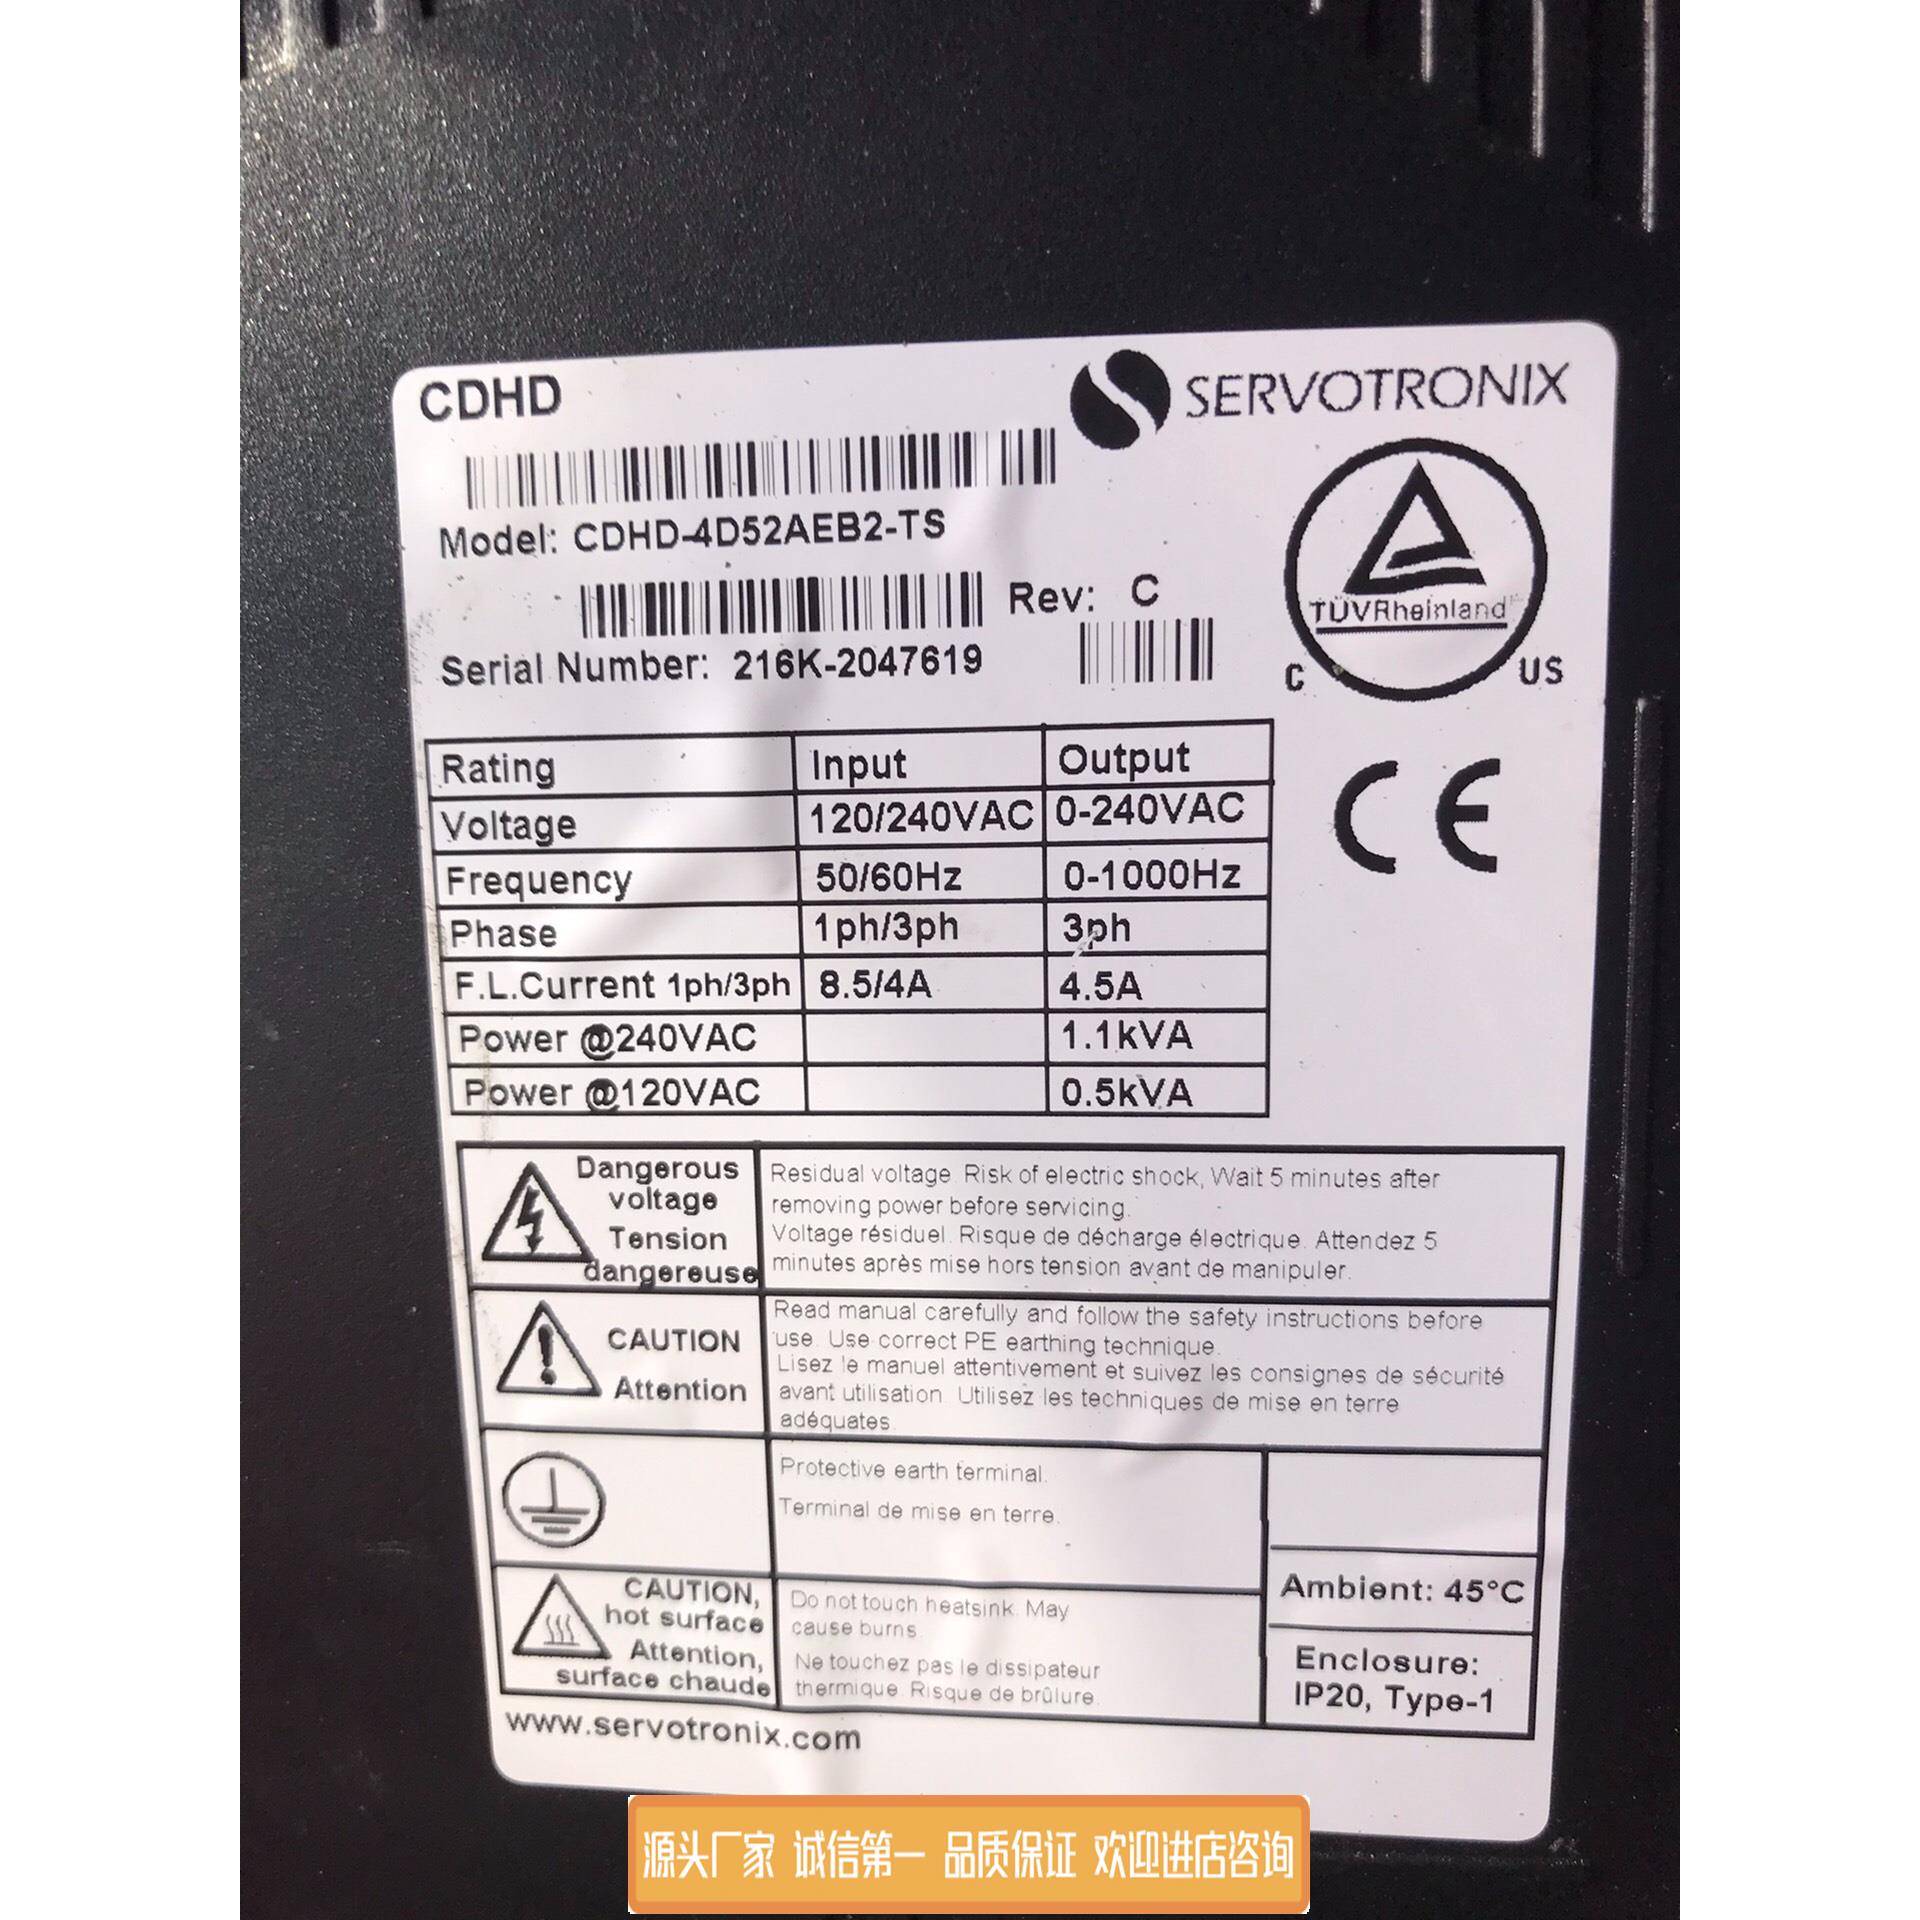 CDHD
SERVOTRONIX
Model: CDHD-4D52AEB2-TS
Rev: C
Serial Number: 216K-2047619
TÜVRheinland
C US
CE
Rating Input Output
Voltage 120/240VAC 0-240VAC
Frequency 50/60Hz 0-1000Hz
Phase 1ph/3ph 3ph
F.L.Current 1ph/3ph 8.5/4A 4.5A
Power @240VAC 1.1kVA
Power @120VAC 0.5kVA
Dangerous
voltage
Tension
dangereuse
Residual voltage. Risk of electric shock, Wait 5 minutes after
removing power before servicing.
Voltage résiduel. Risque de décharge électrique. Attendez 5
minutes après mise hors tension avant de manipuler.
CAUTION
Attention
Read manual carefully and follow the safety instructions before
use. Use correct PE earthing technique.
Lisez le manuel attentivement et suivez les consignes de sécurité
avant utilisation. Utilisez les techniques de mise en terre
adéquates
Protective earth terminal.
Terminal de mise en terre.
CAUTION,
hot surface
Attention,
surface chaude
Do not touch heatsink. May
cause burns.
Ne touchez pas le dissipateur
thermique. Risque de brûlure.
Ambient: 45°C
Enclosure:
IP20, Type-1
www.servotronix.com
源头厂家 诚信第一 品质保证 欢迎进店咨询